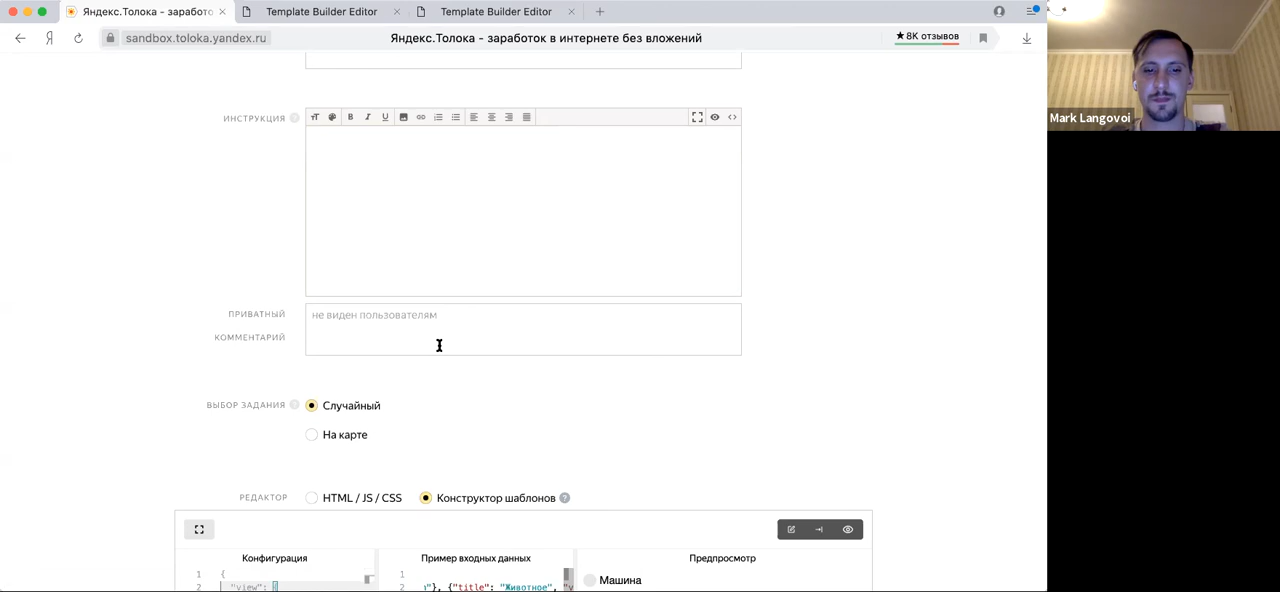 Яндекс.Толока - заработо
Template Builder Editor
Template Builder Editor
sandbox.toloka.yandex.ru
Яндекс.Толока - заработок в интернете без вложений
★8K отзывов
Mark Langovoi
ИНСТРУКЦИЯ
ПРИВАТНЫЙ
КОММЕНТАРИЙ
не виден пользователям
ВЫБОР ЗАДАНИЯ
Случайный
На карте
РЕДАКТОР
HTML / JS / CSS
Конструктор шаблонов
Конфигурация
Пример входных данных
Предпросмотр
1 {
2 "view": {
1
2 "}, {"title": "Животное", "v
Машина